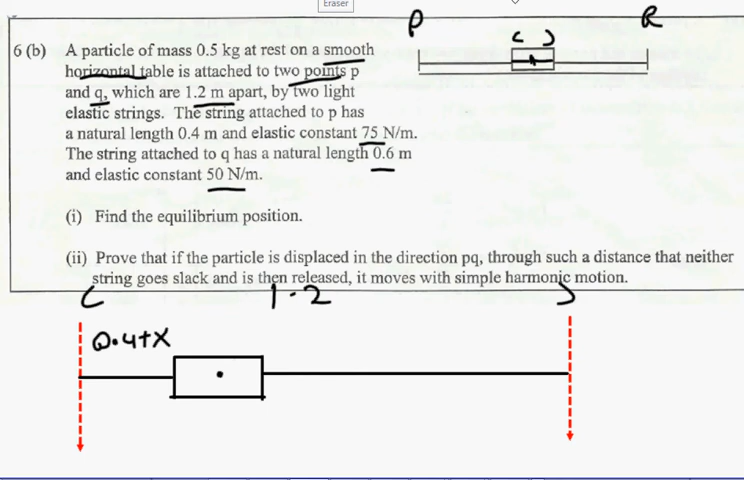 Eraser
P
R
6 (b) A particle of mass 0.5 kg at rest on a smooth
horizontal table is attached to two points p
and q, which are 1.2 m apart, by two light
elastic strings. The string attached to p has
a natural length 0.4 m and elastic constant 75 N/m.
The string attached to q has a natural length 0.6 m
and elastic constant 50 N/m.
(i) Find the equilibrium position.
(ii) Prove that if the particle is displaced in the direction pq, through such a distance that neither
string goes slack and is then released, it moves with simple harmonic motion.
1.2
0.4+x